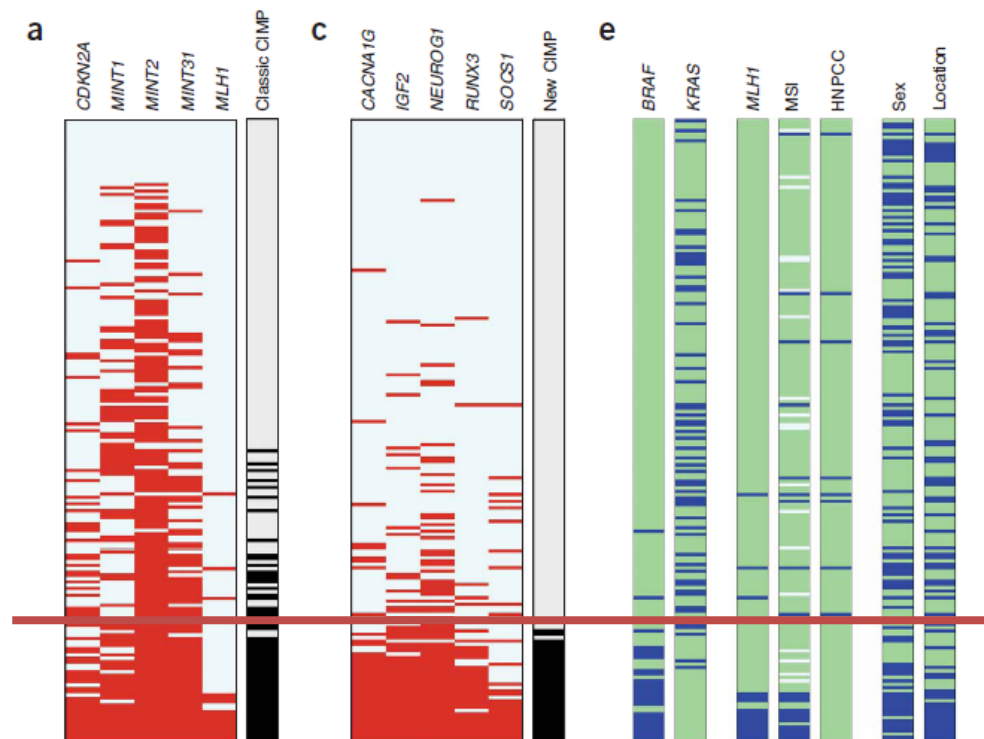 a
CDKN2A
MINT1
MINT2
MINT31
MLH1
Classic CIMP
c
CACNA1G
IGF2
NEUROG1
RUNX3
SOCS1
New CIMP
e
BRAF
KRAS
MLH1
MSI
HNPCC
Sex
Location